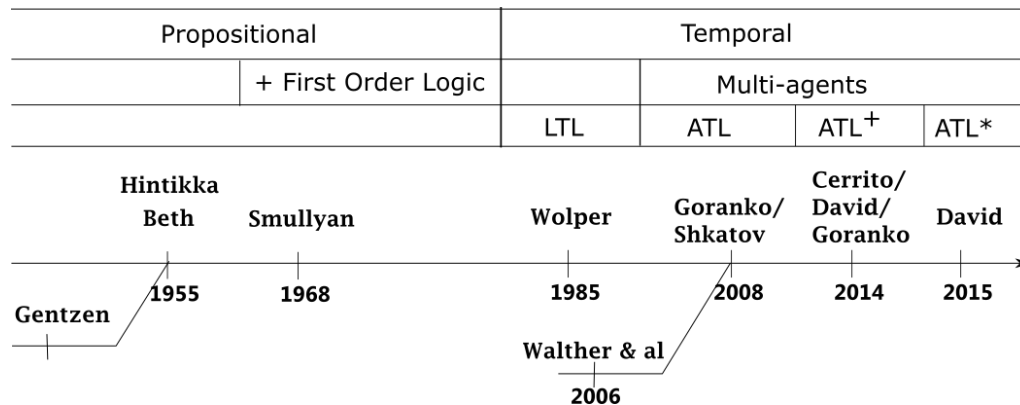 Propositional
Temporal
+ First Order Logic
Multi-agents
LTL
ATL
ATL+
ATL*
Hintikka
Beth
Smullyan
Wolper
Goranko/
Shkatov
Cerrito/
David/
Goranko
David
1955
1968
1985
2008
2014
2015
Gentzen
Walther & al
2006